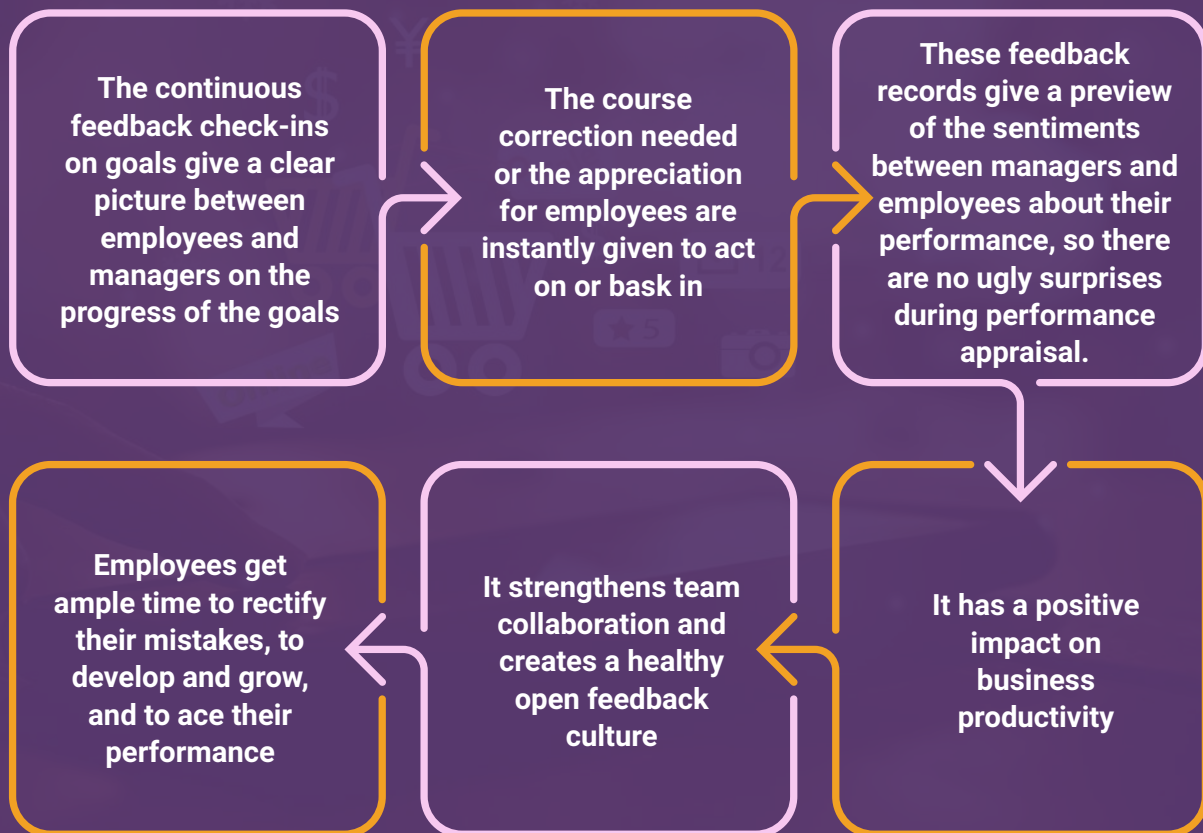 The continuous
feedback check-ins
on goals give a clear
picture between
employees and
managers on the
progress of the goals
The course
correction needed
or the appreciation
for employees are
instantly given to act
on or bask in
These feedback
records give a preview
of the sentiments
between managers and
employees about their
performance, so there
are no ugly surprises
during performance
appraisal.
It has a positive
impact on
business
productivity
It strengthens team
collaboration and
creates a healthy
open feedback
culture
Employees get
ample time to rectify
their mistakes, to
develop and grow,
and to ace their
performance